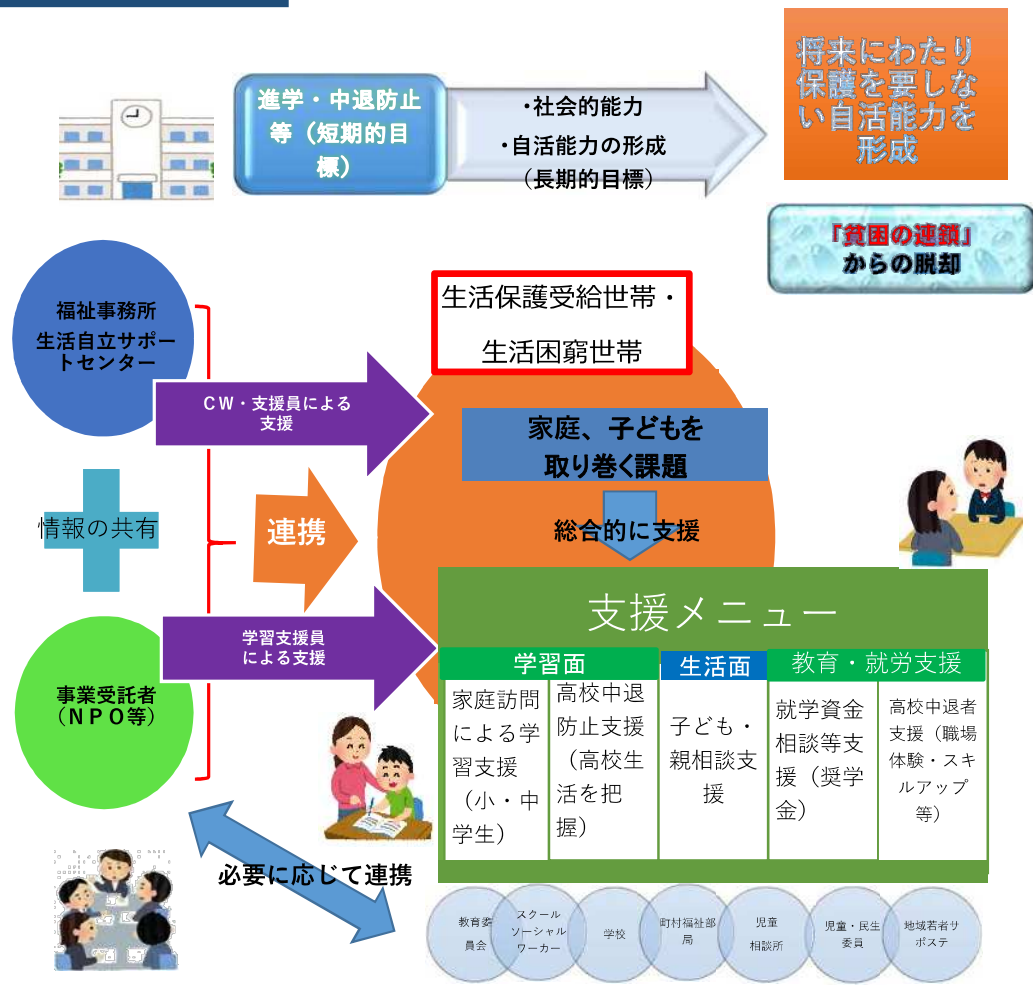 進学・中退防止
等（短期的目
標）
・社会的能力
・自活能力の形成
（長期的目標）
将来にわたり
保護を要しな
い自活能力を
形成
『貧困の連鎖』
からの脱却
福祉事務所
生活自立サポー
トセンター
生活保護受給世帯・
生活困窮世帯
ＣＷ・支援員による
支援
家庭、子どもを
取り巻く課題
情報の共有
連携
総合的に支援
支援メニュー
学習支援員
による支援
事業受託者
（ＮＰＯ等）
学習面
生活面
教育・就労支援
家庭訪問
による学
習支援
（小・中
学生）
高校中退
防止支援
（高校生
活を把
握）
子ども・
親相談支
援
就学資金
相談等支
援（奨学
金）
高校中退者
支援（職場
体験・スキ
ルアップ
等）
必要に応じて連携
教育委
員会
スクール
ソーシャル
ワーカー
学校
町村福祉部
局
児童
相談所
児童・民生
委員
地域若者サ
ポステ